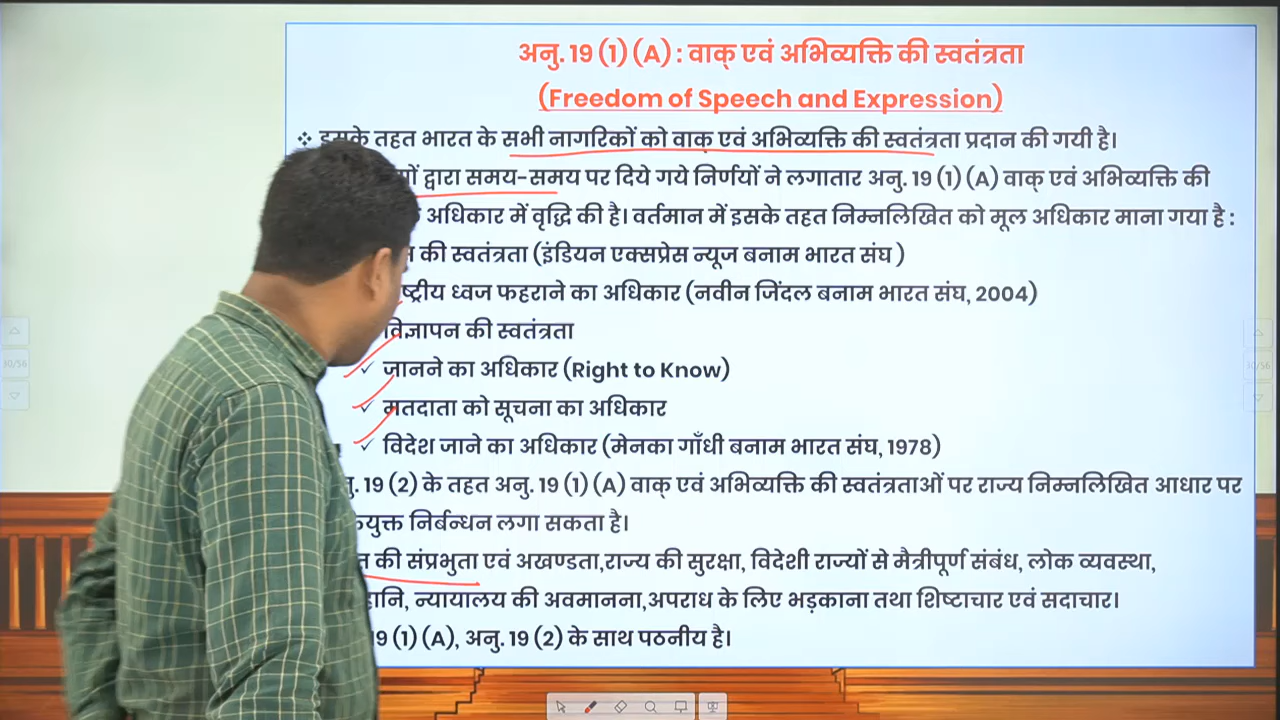 अनु. 19 (1) (A) : वाक् एवं अभिव्यक्ति की स्वतंत्रता
(Freedom of Speech and Expression)
❖ इसके तहत भारत के सभी नागरिकों को वाक् एवं अभिव्यक्ति की स्वतंत्रता प्रदान की गयी है।
द्वारा समय-समय पर दिये गये निर्णयों ने लगातार अनु. 19 (1) (A) वाक् एवं अभिव्यक्ति की
अधिकार में वृद्धि की है। वर्तमान में इसके तहत निम्नलिखित को मूल अधिकार माना गया है :
की स्वतंत्रता (इंडियन एक्सप्रेस न्यूज बनाम भारत संघ )
ष्ट्रीय ध्वज फहराने का अधिकार (नवीन जिंदल बनाम भारत संघ, 2004)
विज्ञापन की स्वतंत्रता
✓ जानने का अधिकार (Right to Know)
✓ मतदाता को सूचना का अधिकार
✓ विदेश जाने का अधिकार (मेनका गाँधी बनाम भारत संघ, 1978)
19 (2) के तहत अनु. 19 (1) (A) वाक् एवं अभिव्यक्ति की स्वतंत्रताओं पर राज्य निम्नलिखित आधार पर
युक्त निर्बन्धन लगा सकता है।
की संप्रभुता एवं अखण्डता,राज्य की सुरक्षा, विदेशी राज्यों से मैत्रीपूर्ण संबंध, लोक व्यवस्था,
हानि, न्यायालय की अवमानना,अपराध के लिए भड़काना तथा शिष्टाचार एवं सदाचार।
19 (1) (A), अनु. 19 (2) के साथ पठनीय है।
30/56
30/56